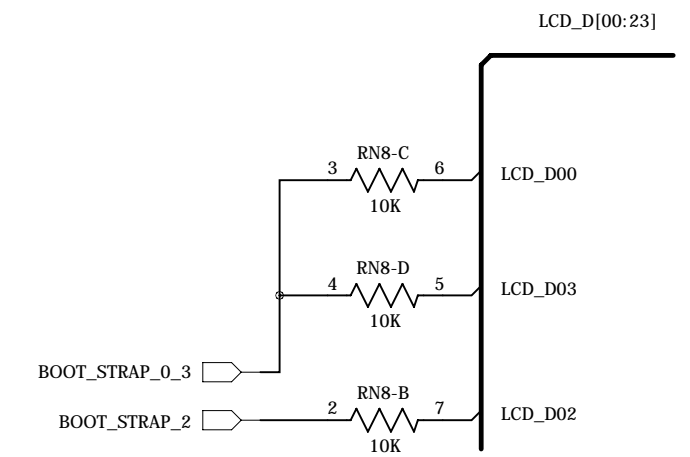 LCD_D[00:23]
RN8-C
3 6 LCD_D00
10K
RN8-D
4 5 LCD_D03
10K
BOOT_STRAP_0_3
RN8-B
BOOT_STRAP_2 2 7 LCD_D02
10K